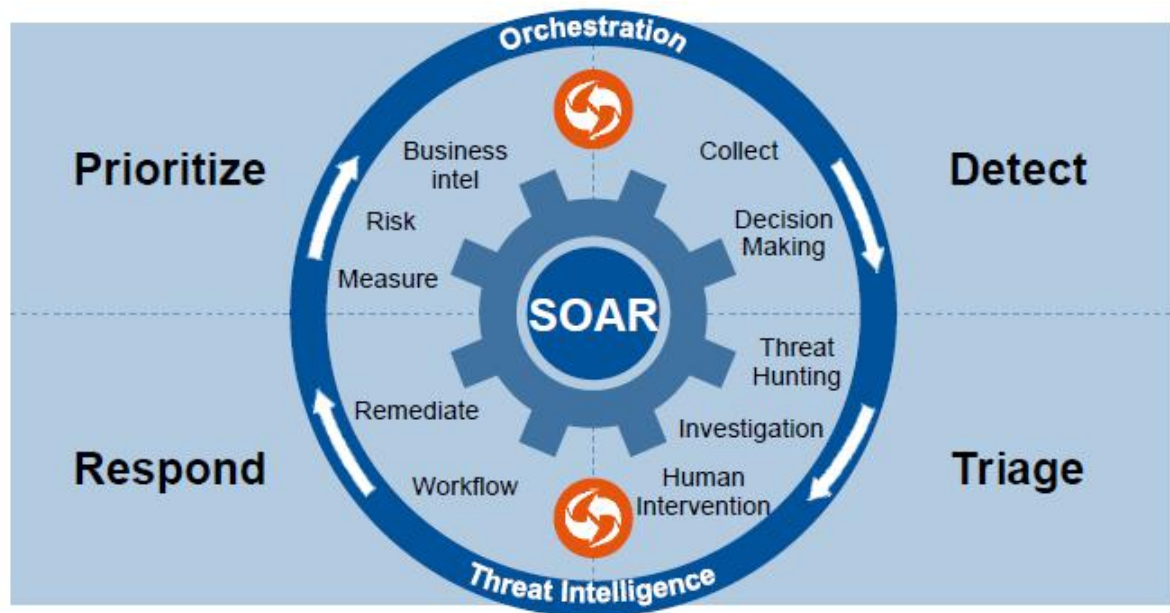 Orchestration
Prioritize
Business
intel
Risk
Measure
Collect
Decision
Making
Detect
SOAR
Respond
Remediate
Workflow
Threat
Hunting
Investigation
Human
Intervention
Triage
Threat Intelligence